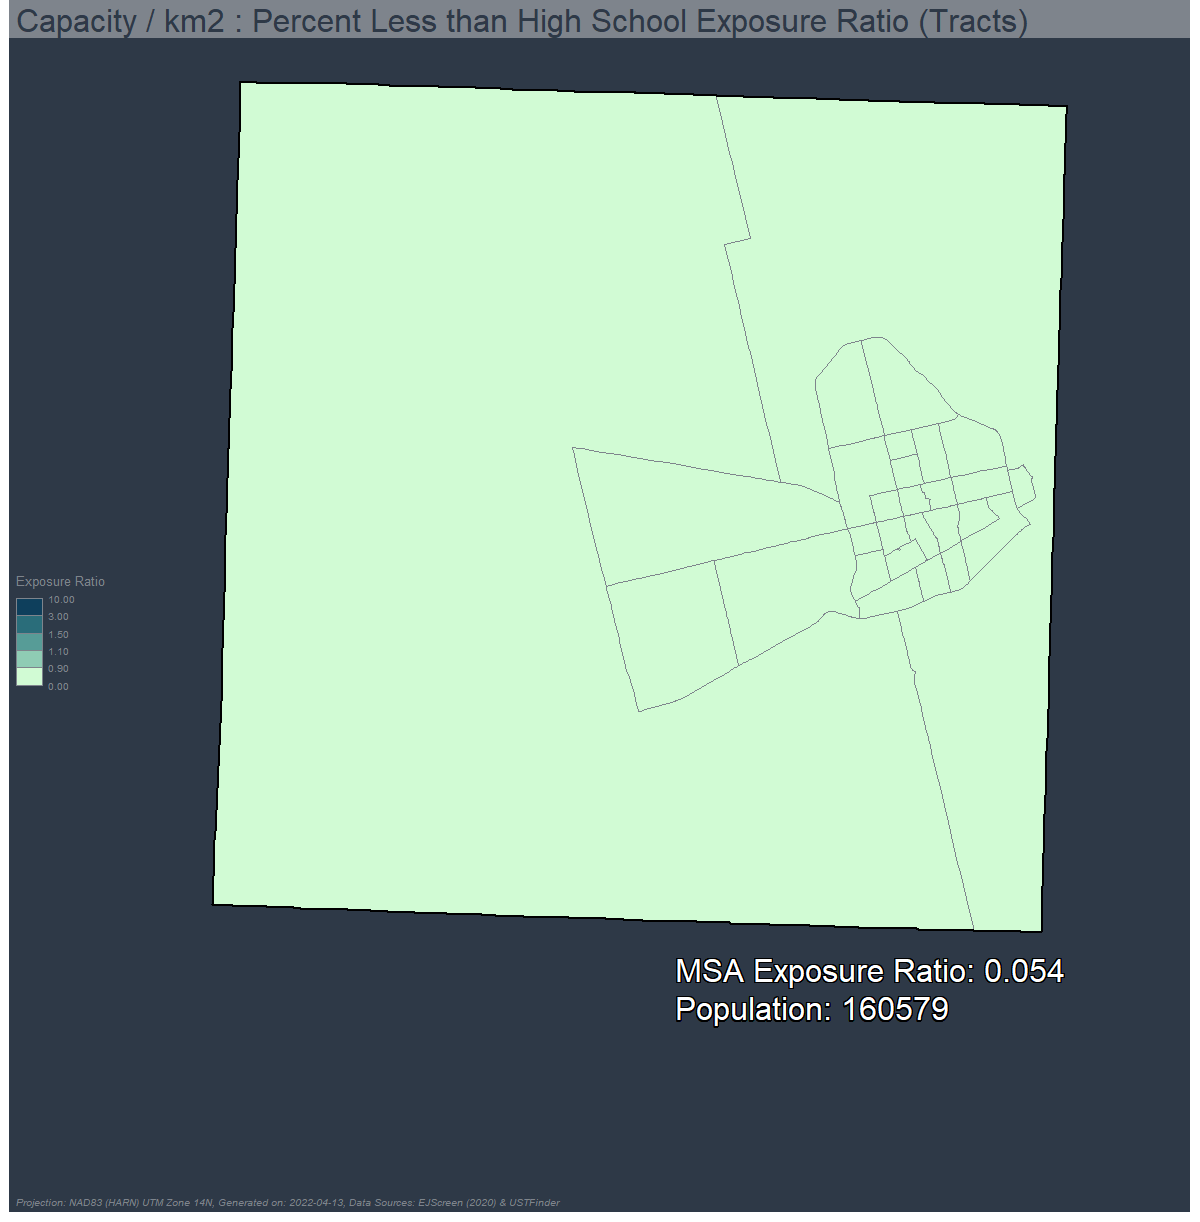 Capacity / km2 : Percent Less than High School Exposure Ratio (Tracts)
Exposure Ratio
10.00
3.00
1.50
1.10
0.90
0.00
MSA Exposure Ratio: 0.054
Population: 160579
Projection: NAD83 (HARN) UTM Zone 14N, Generated on: 2022-04-13, Data Sources: EJScreen (2020) & USTFinder